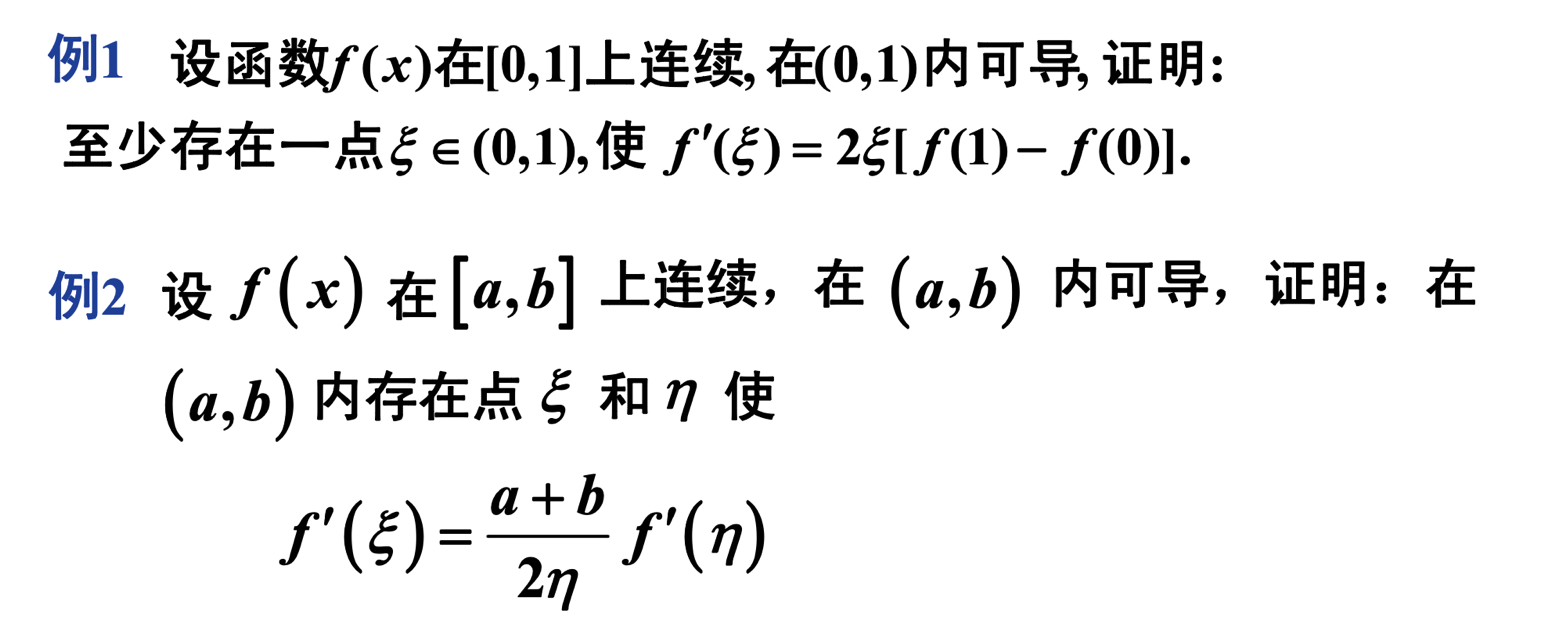 例1 设函数f(x)在[0,1]上连续,在(0,1)内可导,证明:
至少存在一点ξ∈(0,1),使 f′(ξ)=2ξ[f(1)−f(0)].
例2 设 f(x) 在[a,b] 上连续，在 (a,b) 内可导，证明：在
(a,b) 内存在点 ξ 和 η 使
f′(ξ)=\frac{a+b}{2η} f′(η)